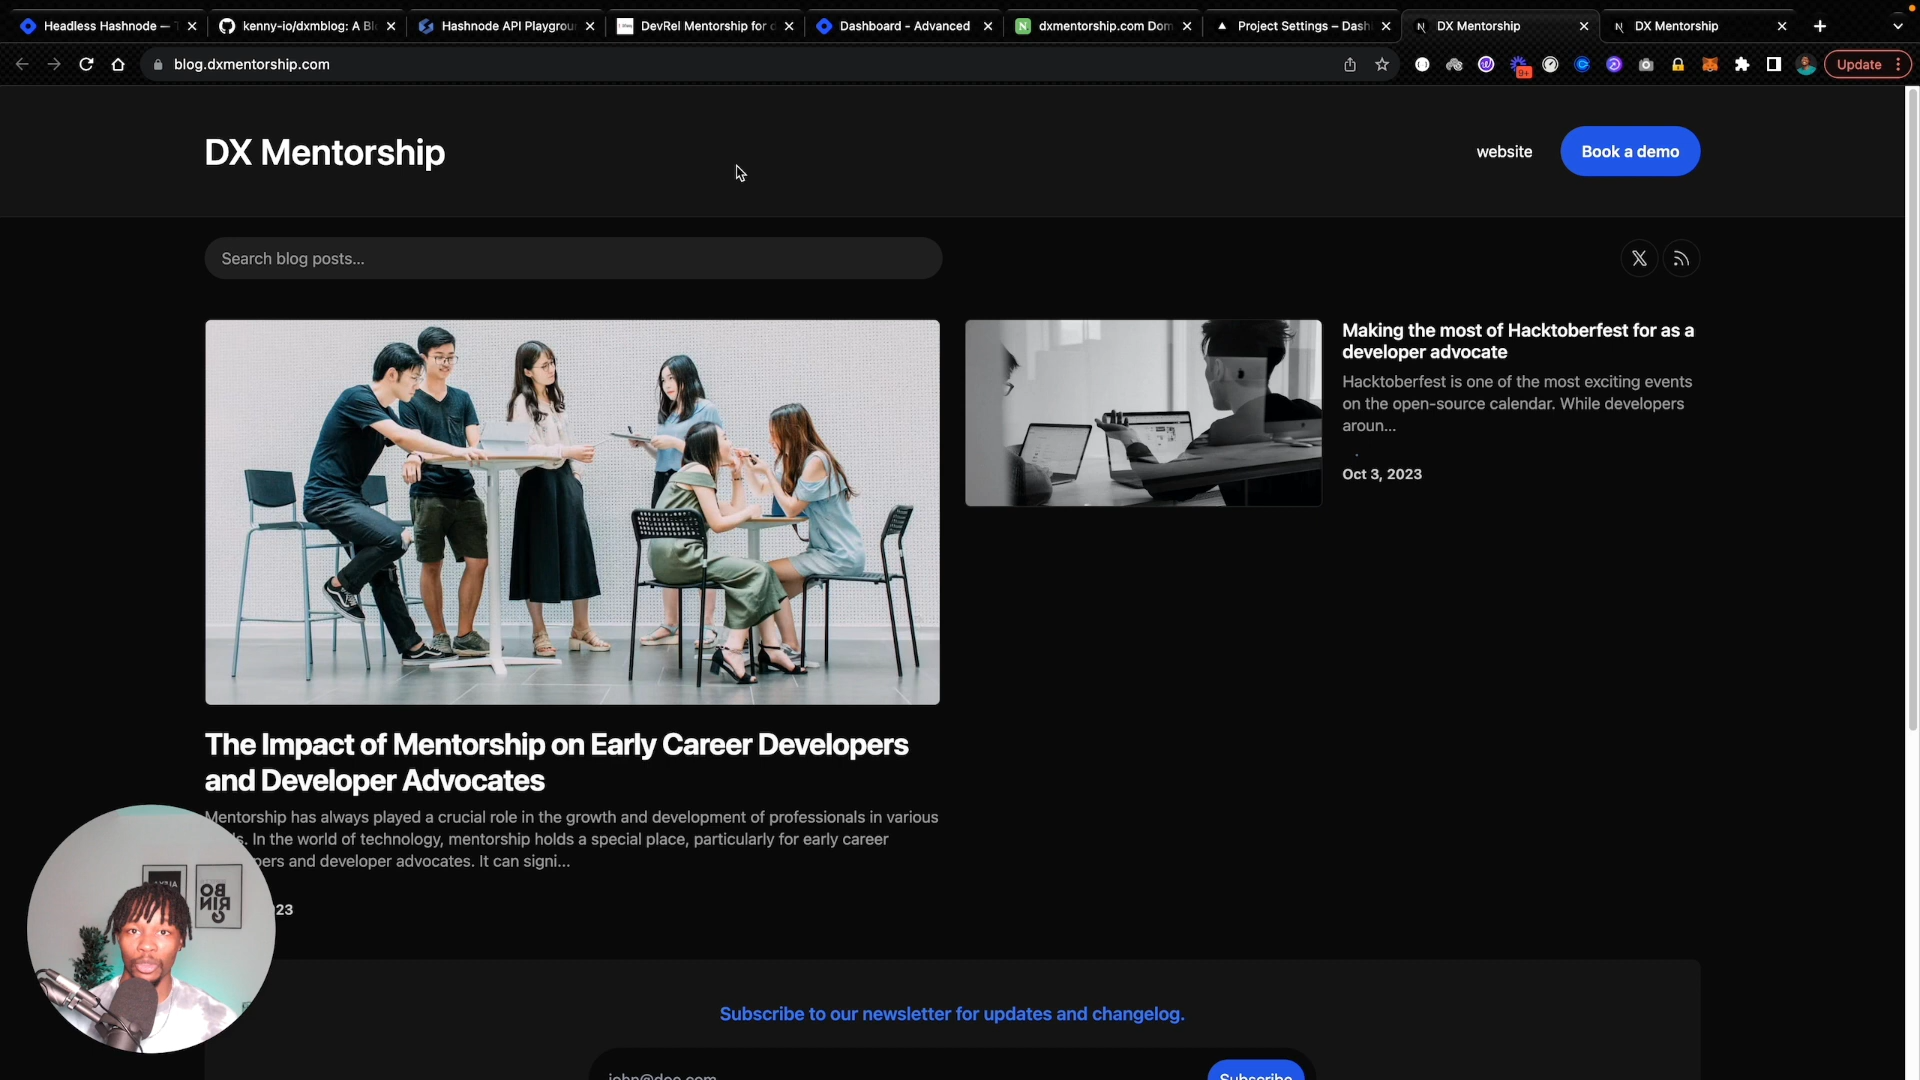 Headless Hashnode —
kenny-io/dxmblog: A Bl
Hashnode API Playgrou
DevRel Mentorship for d
Dashboard - Advanced
dxmentorship.com Dom
Project Settings – Dash
DX Mentorship
DX Mentorship
blog.dxmentorship.com
9+
Update
DX Mentorship
website
Book a demo
Search blog posts...
Making the most of Hacktoberfest for as a
developer advocate
Hacktoberfest is one of the most exciting events
on the open-source calendar. While developers
aroun...
Oct 3, 2023
The Impact of Mentorship on Early Career Developers
and Developer Advocates
Mentorship has always played a crucial role in the growth and development of professionals in various
s. In the world of technology, mentorship holds a special place, particularly for early career
pers and developer advocates. It can signi...
23
Subscribe to our newsletter for updates and changelog.
john@doe.com
Subscribe